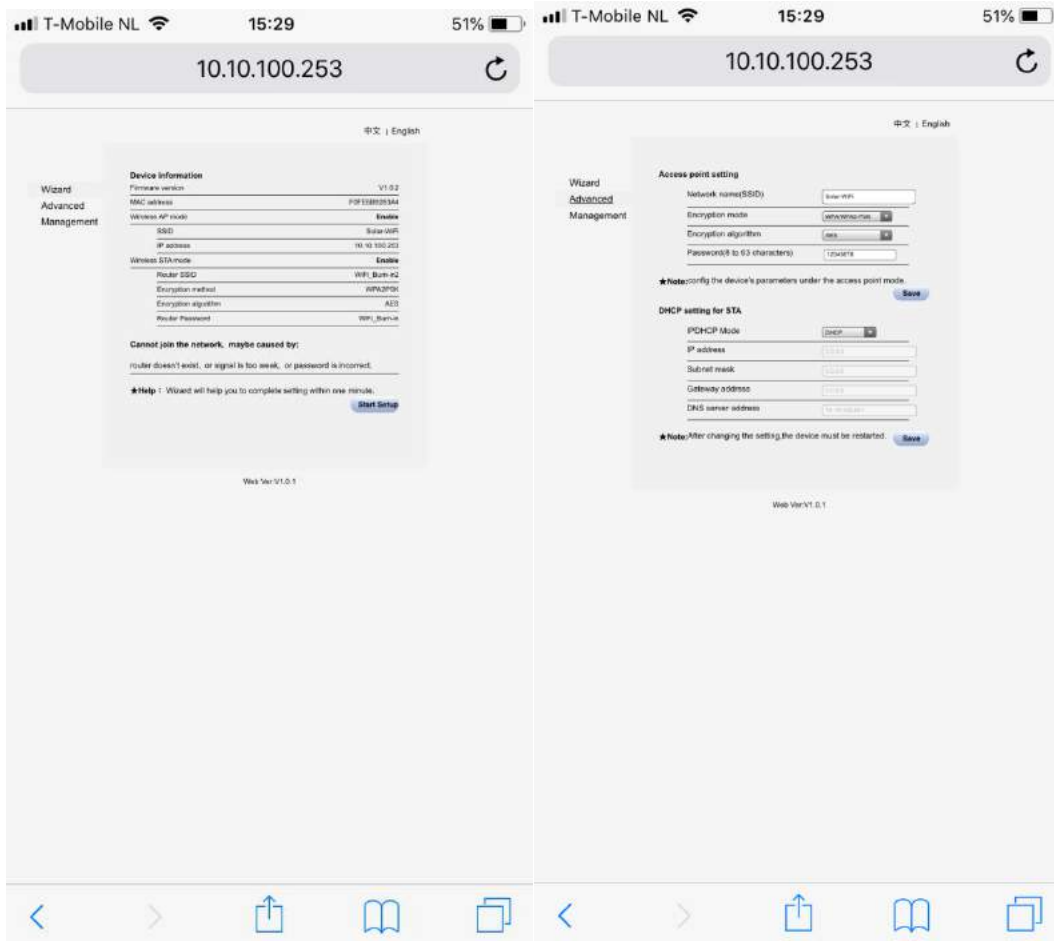 T-Mobile NL 15:29 51%
10.10.100.253
中文 | English
Wizard
Advanced
Management
Device information
Firmware version V1.0.2
MAC address
Wireless AP mode Enable
SSID Solar-WiFi
IP address 10.10.100.253
Wireless STA mode Enable
Router SSID WiFi_Burn-in2
Encryption method WPA2PSK
Encryption algorithm AES
Router Password WiFi_Burn-in
Cannot join the network, maybe caused by:
router doesn't exist, or signal is too weak, or password is incorrect.
★Help : Wizard will help you to complete setting within one minute.
Start Setup
Web Ver:V1.0.1
T-Mobile NL 15:29 51%
10.10.100.253
中文 | English
Wizard
Advanced
Management
Access point setting
Network name(SSID) Solar-WiFi
Encryption mode
Encryption algorithm
Password(8 to 63 characters) 12345678
★Note:config the device's parameters under the access point mode.
Save
DHCP setting for STA
IPDHCP Mode DHCP
IP address
Subnet mask
Gateway address
DNS server address
★Note:After changing the setting,the device must be restarted.
Save
Web Ver:V1.0.1